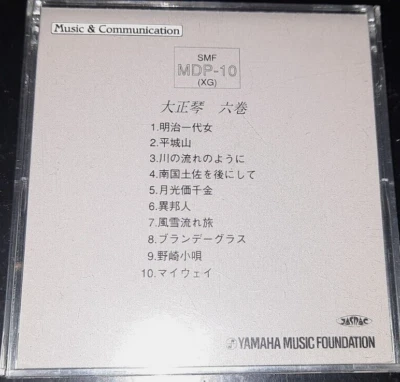 Music & Communication
SMF
MDP-10
(XG)
大正琴 六巻
1.明治一代女
2.平城山
3.川の流れのように
4.南国土佐を後にして
5.月光価千金
6.異邦人
7.風雪流れ旅
8.ブランデーグラス
9.野崎小唄
10.マイウェイ
JASRAC
YAMAHA MUSIC FOUNDATION